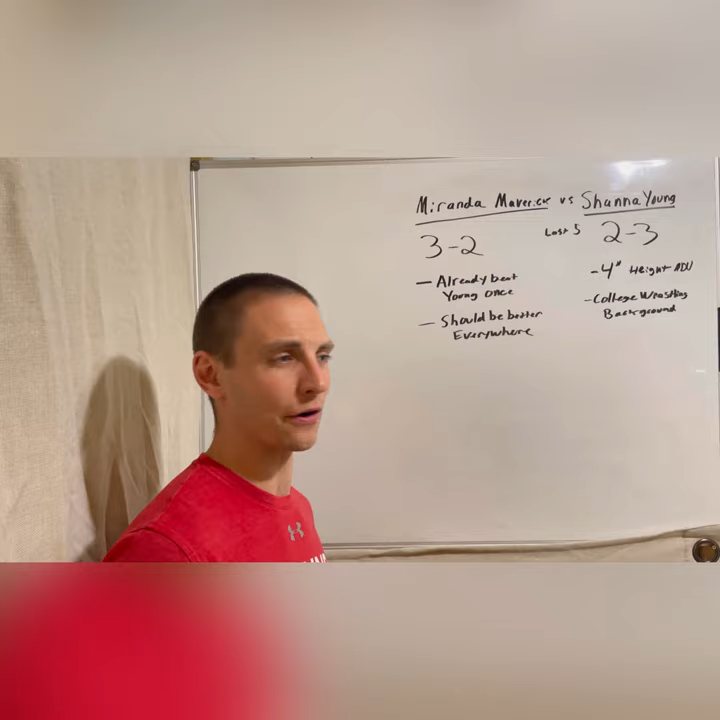 Miranda Maverick vs Shanna Young
3-2 Last 5 2-3
– Already beat
Young once
– Should be better
Everywhere
- 4" Height ADV
- College Wrestling
Background